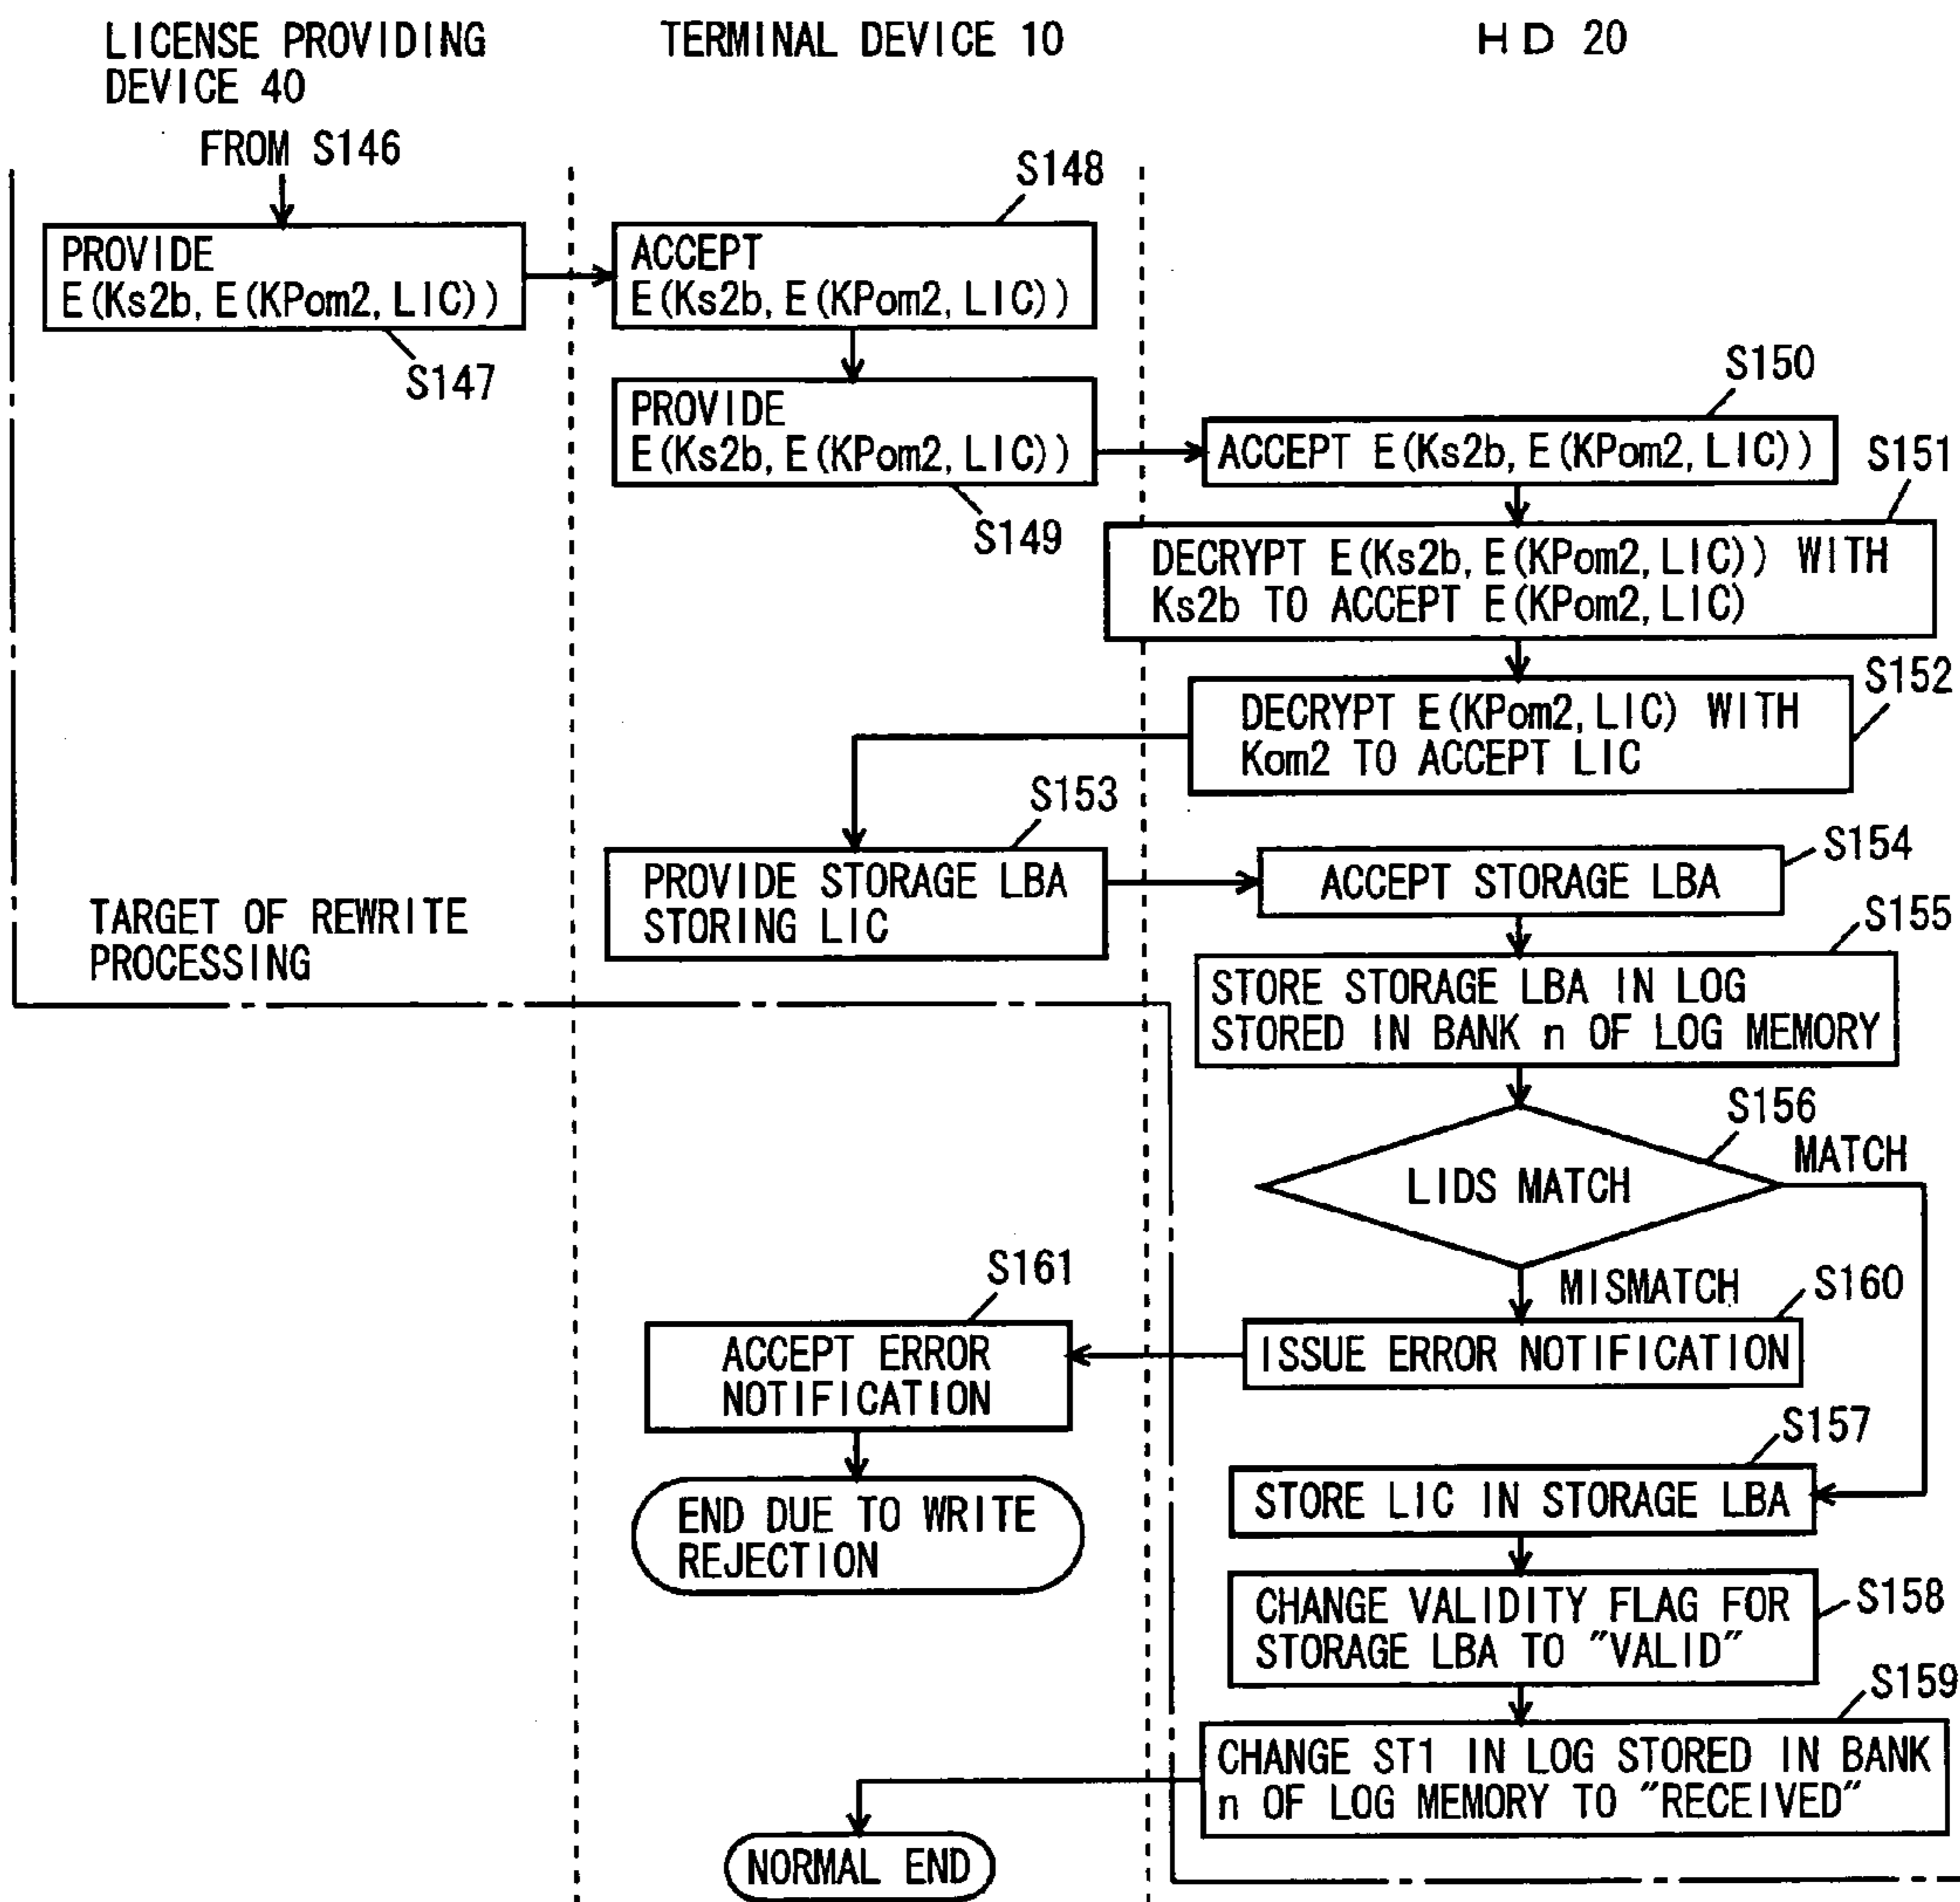 LICENSE PROVIDING
DEVICE 40
TERMINAL DEVICE 10
HD 20
FROM S146
S148
PROVIDE
E(Ks2b, E(KPom2, LIC))
S147
ACCEPT
E(Ks2b, E(KPom2, LIC))
PROVIDE
E(Ks2b, E(KPom2, LIC))
S149
S150
ACCEPT E(Ks2b, E(KPom2, LIC))
S151
DECRYPT E(Ks2b, E(KPom2, LIC)) WITH
Ks2b TO ACCEPT E(KPom2, LIC)
S152
DECRYPT E(KPom2, LIC) WITH
Kom2 TO ACCEPT LIC
S153
PROVIDE STORAGE LBA
STORING LIC
S154
ACCEPT STORAGE LBA
TARGET OF REWRITE
PROCESSING
S155
STORE STORAGE LBA IN LOG
STORED IN BANK n OF LOG MEMORY
S156
LIDS MATCH
MATCH
MISMATCH
S160
ISSUE ERROR NOTIFICATION
S161
ACCEPT ERROR
NOTIFICATION
END DUE TO WRITE
REJECTION
S157
STORE LIC IN STORAGE LBA
S158
CHANGE VALIDITY FLAG FOR
STORAGE LBA TO "VALID"
S159
CHANGE ST1 IN LOG STORED IN BANK
n OF LOG MEMORY TO "RECEIVED"
NORMAL END